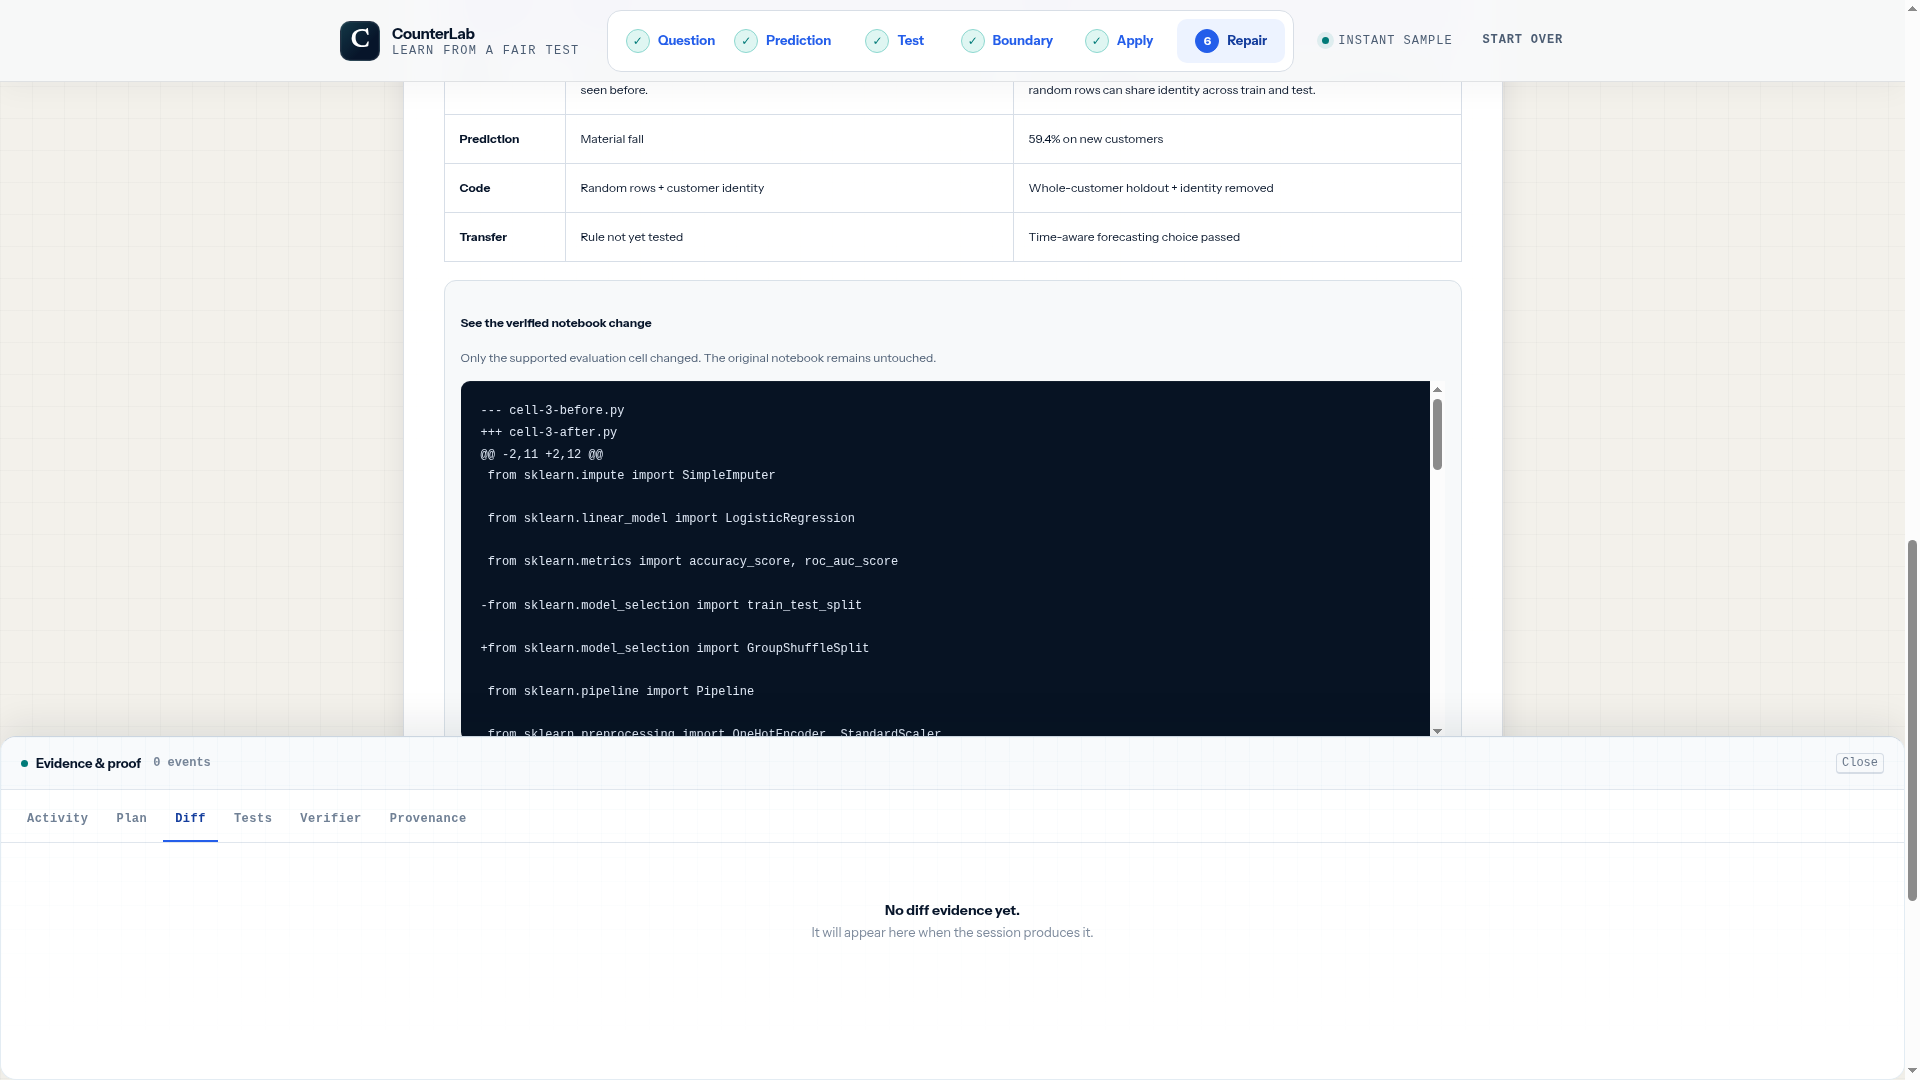 C
CounterLab
LEARN FROM A FAIR TEST
✓ Question
✓ Prediction
✓ Test
✓ Boundary
✓ Apply
6 Repair
INSTANT SAMPLE
START OVER
seen before.
random rows can share identity across train and test.
Prediction
Material fall
59.4% on new customers
Code
Random rows + customer identity
Whole-customer holdout + identity removed
Transfer
Rule not yet tested
Time-aware forecasting choice passed
See the verified notebook change
Only the supported evaluation cell changed. The original notebook remains untouched.
--- cell-3-before.py
+++ cell-3-after.py
@@ -2,11 +2,12 @@
from sklearn.impute import SimpleImputer
from sklearn.linear_model import LogisticRegression
from sklearn.metrics import accuracy_score, roc_auc_score
-from sklearn.model_selection import train_test_split
+from sklearn.model_selection import GroupShuffleSplit
from sklearn.pipeline import Pipeline
from sklearn.preprocessing import OneHotEncoder, StandardScaler
Evidence & proof
0 events
Close
Activity
Plan
Diff
Tests
Verifier
Provenance
No diff evidence yet.
It will appear here when the session produces it.